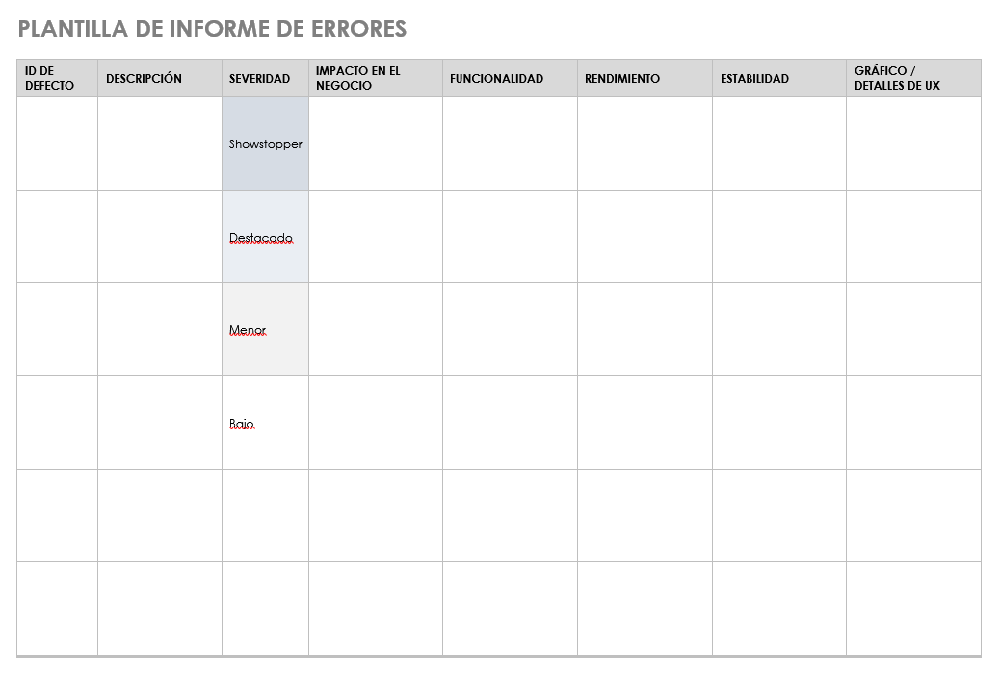 PLANTILLA DE INFORME DE ERRORES
ID DE DEFECTO DESCRIPCIÓN SEVERIDAD IMPACTO EN EL NEGOCIO FUNCIONALIDAD RENDIMIENTO ESTABILIDAD GRÁFICO / DETALLES DE UX
Showstopper
Destacado
Menor
Bajo